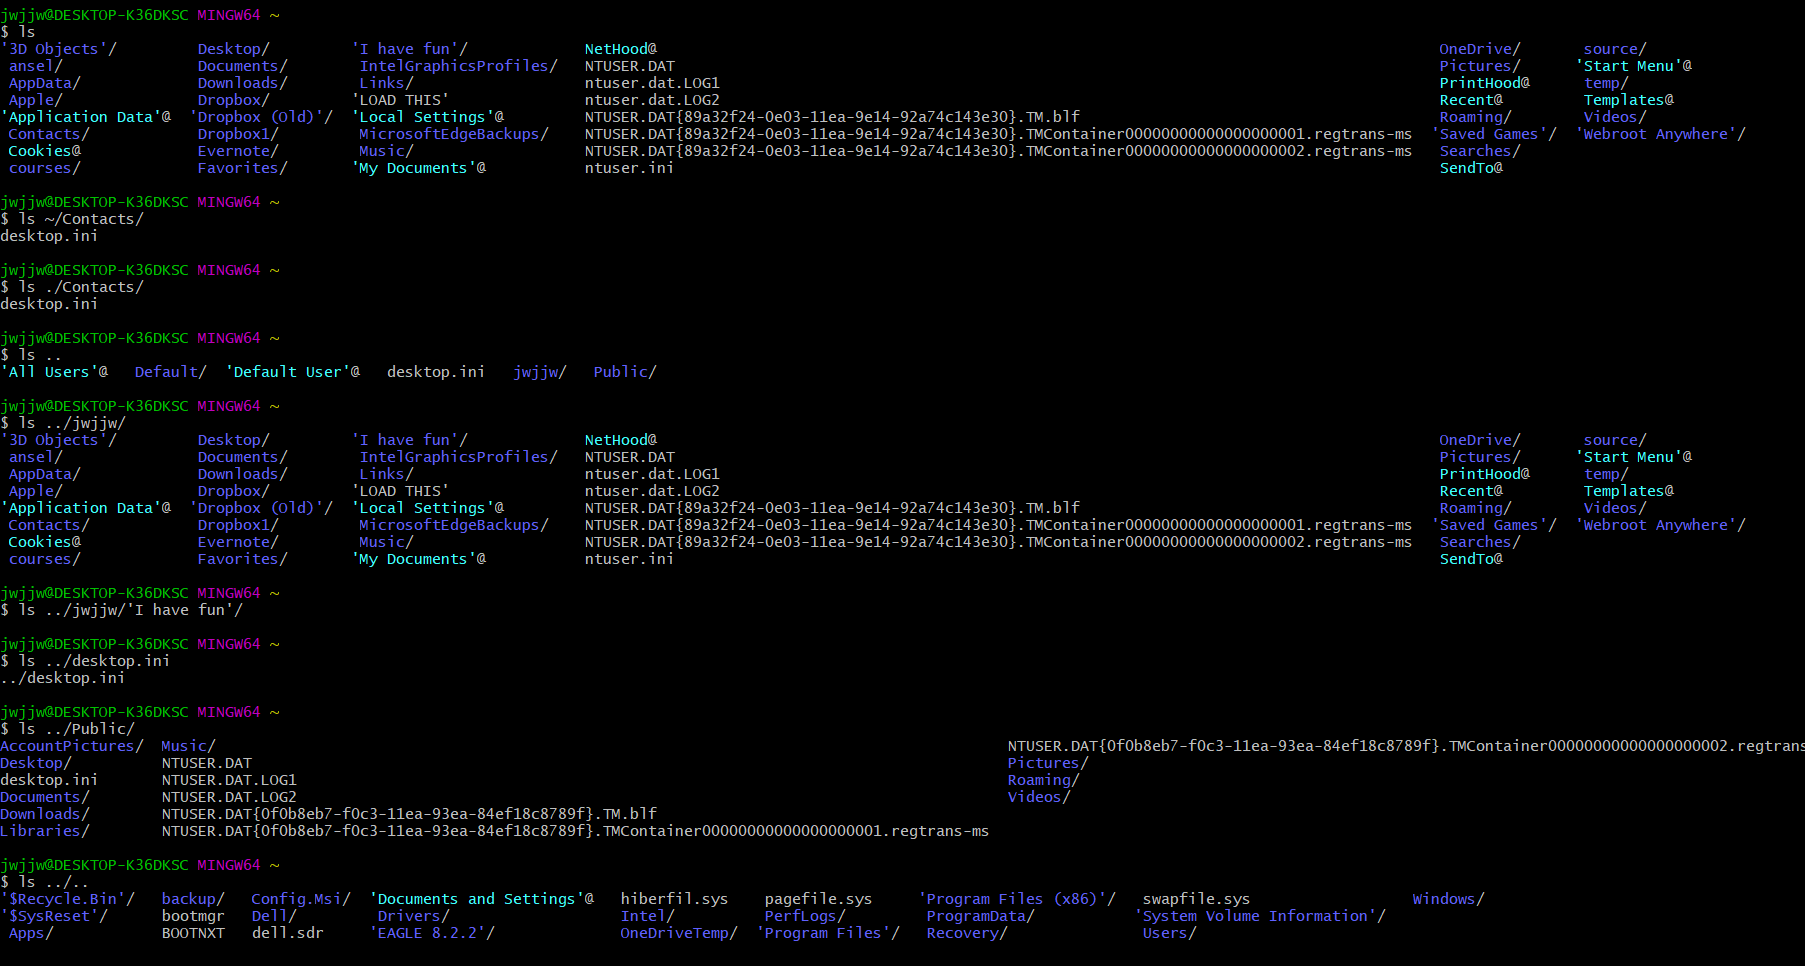 jwjjw@DESKTOP-K36DKSC MINGW64 ~
$ ls
'3D Objects'/ Desktop/ 'I have fun'/ NetHood@ OneDrive/ source/
ansel/ Documents/ IntelGraphicsProfiles/ NTUSER.DAT Pictures/ 'Start Menu'@
AppData/ Downloads/ Links/ ntuser.dat.LOG1 PrintHood@ temp/
Apple/ Dropbox/ 'LOAD THIS' ntuser.dat.LOG2 Recent@ Templates@
'Application Data'@ 'Dropbox (Old)'/ 'Local Settings'@ NTUSER.DAT{89a32f24-0e03-11ea-9e14-92a74c143e30}.TM.blf Roaming/ Videos/
Contacts/ Dropbox1/ MicrosoftEdgeBackups/ NTUSER.DAT{89a32f24-0e03-11ea-9e14-92a74c143e30}.TMContainer00000000000000000001.regtrans-ms 'Saved Games'/ 'Webroot Anywhere'/
Cookies@ Evernote/ Music/ NTUSER.DAT{89a32f24-0e03-11ea-9e14-92a74c143e30}.TMContainer00000000000000000002.regtrans-ms Searches/
courses/ Favorites/ 'My Documents'@ ntuser.ini SendTo@
jwjjw@DESKTOP-K36DKSC MINGW64 ~
$ ls ~/Contacts/
desktop.ini
jwjjw@DESKTOP-K36DKSC MINGW64 ~
$ ls ./Contacts/
desktop.ini
jwjjw@DESKTOP-K36DKSC MINGW64 ~
$ ls ..
'All Users'@ Default/ 'Default User'@ desktop.ini jwjjw/ Public/
jwjjw@DESKTOP-K36DKSC MINGW64 ~
$ ls ../jwjjw/
'3D Objects'/ Desktop/ 'I have fun'/ NetHood@ OneDrive/ source/
ansel/ Documents/ IntelGraphicsProfiles/ NTUSER.DAT Pictures/ 'Start Menu'@
AppData/ Downloads/ Links/ ntuser.dat.LOG1 PrintHood@ temp/
Apple/ Dropbox/ 'LOAD THIS' ntuser.dat.LOG2 Recent@ Templates@
'Application Data'@ 'Dropbox (Old)'/ 'Local Settings'@ NTUSER.DAT{89a32f24-0e03-11ea-9e14-92a74c143e30}.TM.blf Roaming/ Videos/
Contacts/ Dropbox1/ MicrosoftEdgeBackups/ NTUSER.DAT{89a32f24-0e03-11ea-9e14-92a74c143e30}.TMContainer00000000000000000001.regtrans-ms 'Saved Games'/ 'Webroot Anywhere'/
Cookies@ Evernote/ Music/ NTUSER.DAT{89a32f24-0e03-11ea-9e14-92a74c143e30}.TMContainer00000000000000000002.regtrans-ms Searches/
courses/ Favorites/ 'My Documents'@ ntuser.ini SendTo@
jwjjw@DESKTOP-K36DKSC MINGW64 ~
$ ls ../jwjjw/'I have fun'/
jwjjw@DESKTOP-K36DKSC MINGW64 ~
$ ls ../desktop.ini
../desktop.ini
jwjjw@DESKTOP-K36DKSC MINGW64 ~
$ ls ../Public/
AccountPictures/ Music/ NTUSER.DAT{0f0b8eb7-f0c3-11ea-93ea-84ef18c8789f}.TMContainer00000000000000000002.regtrans
Desktop/ NTUSER.DAT Pictures/
desktop.ini NTUSER.DAT.LOG1 Roaming/
Documents/ NTUSER.DAT.LOG2 Videos/
Downloads/ NTUSER.DAT{0f0b8eb7-f0c3-11ea-93ea-84ef18c8789f}.TM.blf
Libraries/ NTUSER.DAT{0f0b8eb7-f0c3-11ea-93ea-84ef18c8789f}.TMContainer00000000000000000001.regtrans-ms
jwjjw@DESKTOP-K36DKSC MINGW64 ~
$ ls ../..
'$Recycle.Bin'/ backup/ Config.Msi/ 'Documents and Settings'@ hiberfil.sys pagefile.sys 'Program Files (x86)'/ swapfile.sys Windows/
'$SysReset'/ bootmgr Dell/ Drivers/ Intel/ PerfLogs/ ProgramData/ 'System Volume Information'/
Apps/ BOOTNXT dell.sdr 'EAGLE 8.2.2'/ OneDriveTemp/ 'Program Files'/ Recovery/ Users/